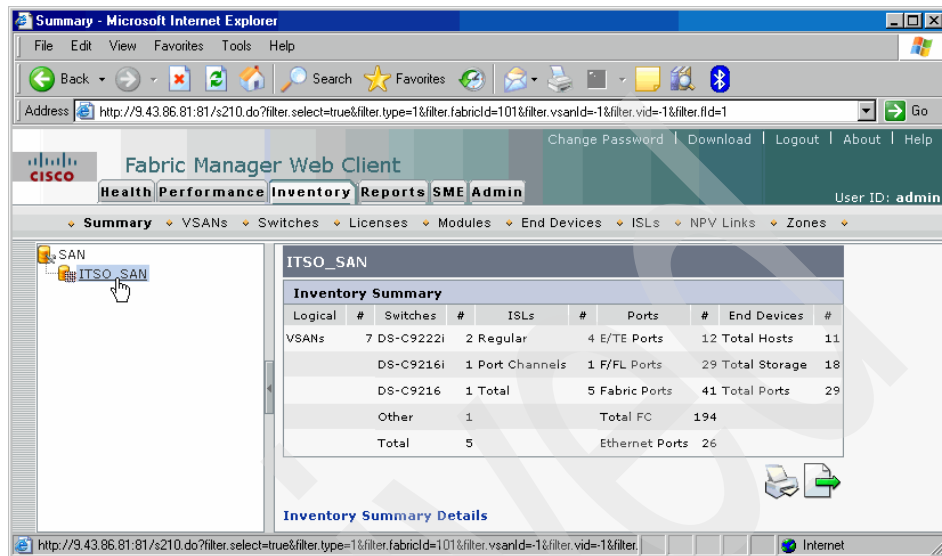 Summary - Microsoft Internet Explorer
File Edit View Favorites Tools Help
Back Search Favorites
Address http://9.43.86.81:81/s210.do?filter.select=true&filter.type=1&filter.fabricId=101&filter.vsanId=-1&filter.vid=-1&filter.fId=1 Go
Change Password | Download | Logout | About | Help
CISCO
Fabric Manager Web Client
Health Performance Inventory Reports SME Admin
User ID: admin
Summary VSANs Switches Licenses Modules End Devices ISLs NPV Links Zones
SAN
ITSO_SAN
ITSO_SAN
Inventory Summary
Logical # Switches # ISLs # Ports # End Devices #
VSANs 7 DS-C9222i 2 Regular 4 E/TE Ports 12 Total Hosts 11
DS-C9216i 1 Port Channels 1 F/FL Ports 29 Total Storage 18
DS-C9216 1 Total 5 Fabric Ports 41 Total Ports 29
Other 1 Total FC 194
Total 5 Ethernet Ports 26
Inventory Summary Details
http://9.43.86.81:81/s210.do?filter.select=true&filter.type=1&filter.fabricId=101&filter.vsanId=-1&filter.vid=-1&filter. Internet